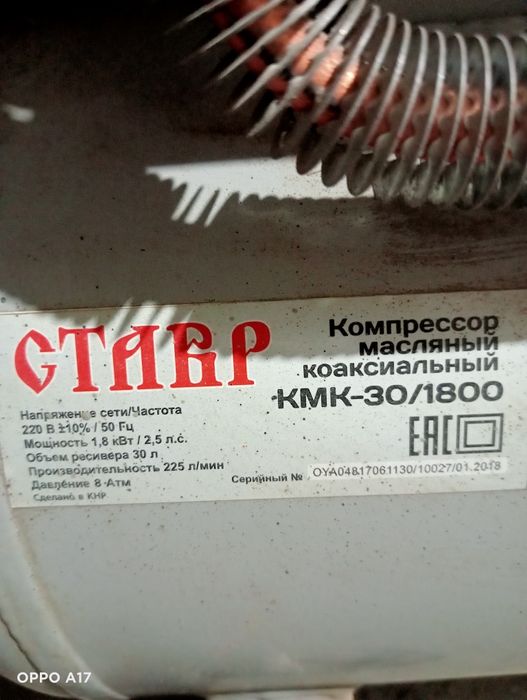 СТАВР
Компрессор
масляный
коаксиальный
КМК-30/1800
Напряжение сети/Частота
220 В ±10% / 50 Гц
Мощность 1,8 кВт / 2,5 л.с.
Объем ресивера 30 л
Производительность 225 л/мин
Давление 8 Атм
Сделано в КНР
EAC
Серийный № OYA04817061130/10027/01.2018
OPPO A17